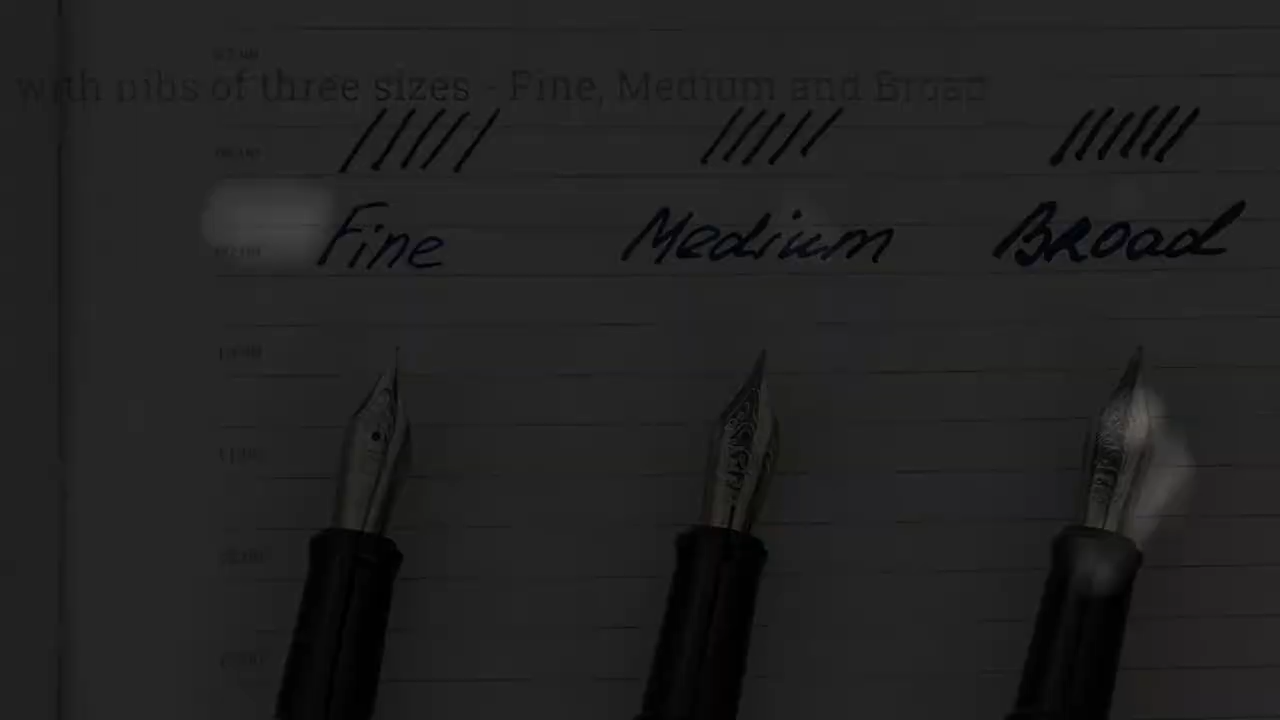 with nibs of three sizes - Fine, Medium and Broad
Fine Medium Broad